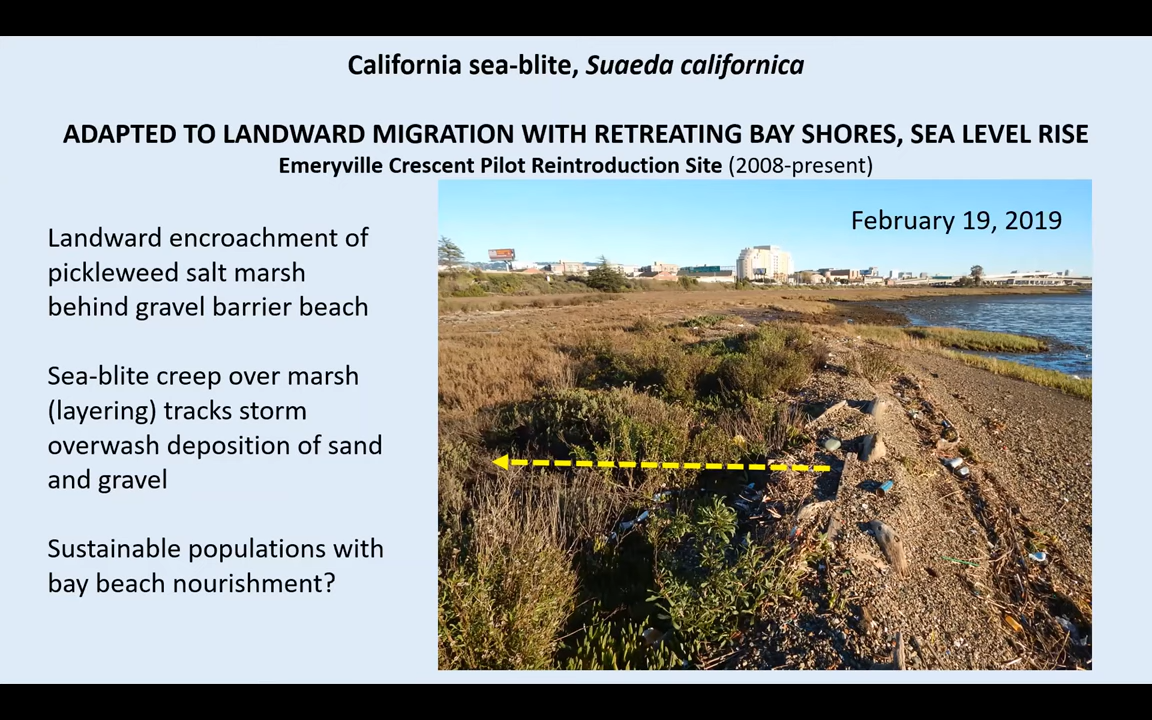 California sea-blite, Suaeda californica
ADAPTED TO LANDWARD MIGRATION WITH RETREATING BAY SHORES, SEA LEVEL RISE
Emeryville Crescent Pilot Reintroduction Site (2008-present)
February 19, 2019
Landward encroachment of
pickleweed salt marsh
behind gravel barrier beach
Sea-blite creep over marsh
(layering) tracks storm
overwash deposition of sand
and gravel
Sustainable populations with
bay beach nourishment?